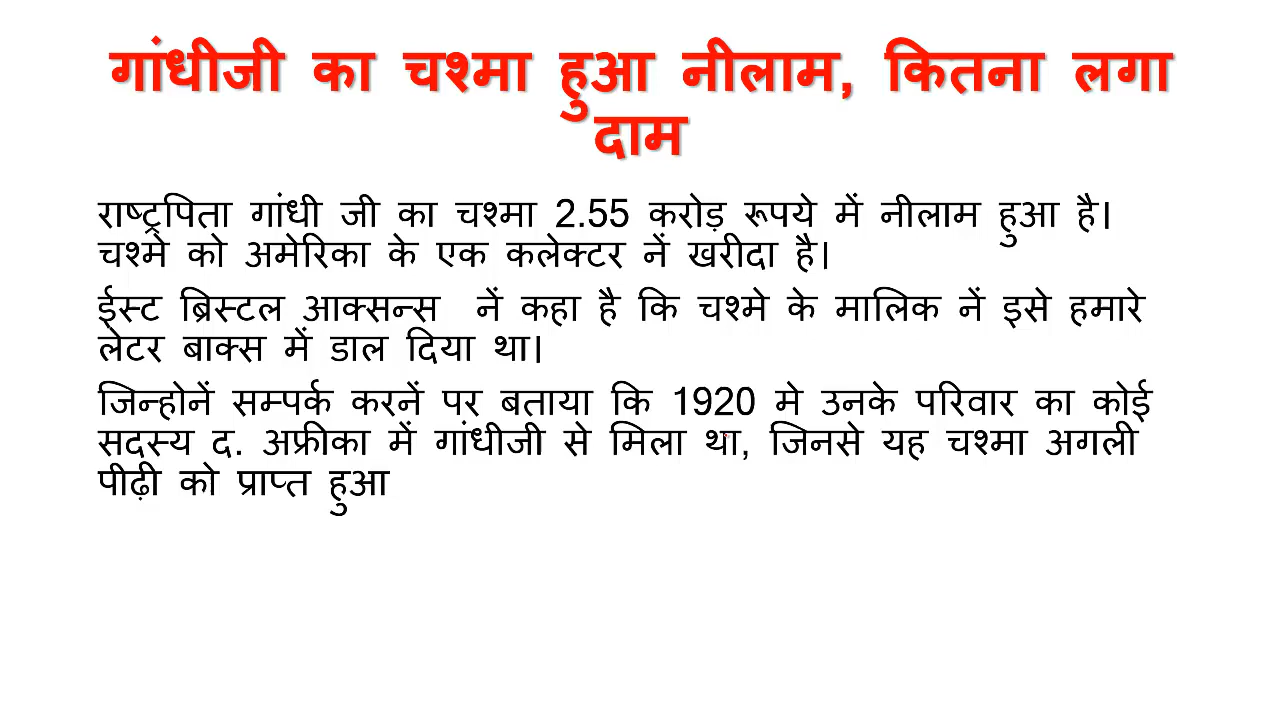 गांधीजी का चश्मा हुआ नीलाम, कितना लगा
दाम
राष्ट्रपिता गांधी जी का चश्मा 2.55 करोड़ रूपये में नीलाम हुआ है।
चश्मे को अमेरिका के एक कलेक्टर नें खरीदा है।
ईस्ट ब्रिस्टल आक्सन्स नें कहा है कि चश्मे के मालिक नें इसे हमारे
लेटर बाक्स में डाल दिया था।
जिन्होनें सम्पर्क करनें पर बताया कि 1920 मे उनके परिवार का कोई
सदस्य द. अफ्रीका में गांधीजी से मिला था, जिनसे यह चश्मा अगली
पीढ़ी को प्राप्त हुआ